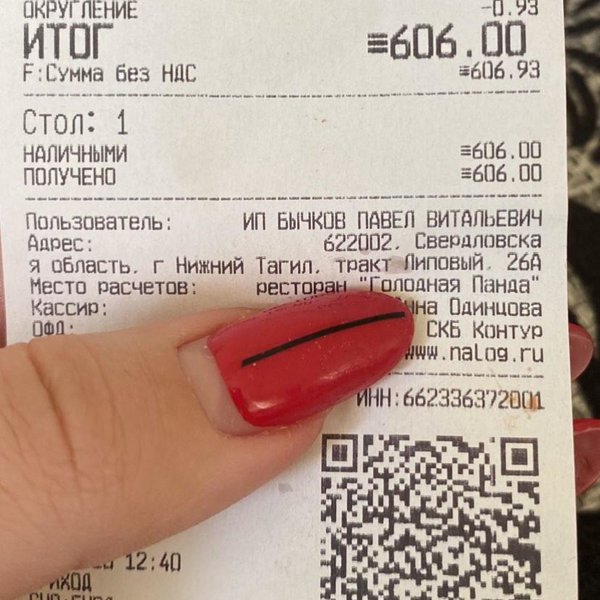 ОКРУГЛЕНИЕ -0.93
ИТОГ ≡606.00
F:Сумма без НДС ≡606.93
Стол: 1
НАЛИЧНЫМИ ≡606.00
ПОЛУЧЕНО ≡606.00
Пользователь: ИП БЫЧКОВ ПАВЕЛ ВИТАЛЬЕВИЧ
Адрес: 622002, Свердловска
я область, г Нижний Тагил, тракт Липовый, 26А
Место расчетов: ресторан "Голодная Панда"
Кассир: Одинцова
ОФД: СКБ Контур
www.nalog.ru
ИНН:662336372001
12:40